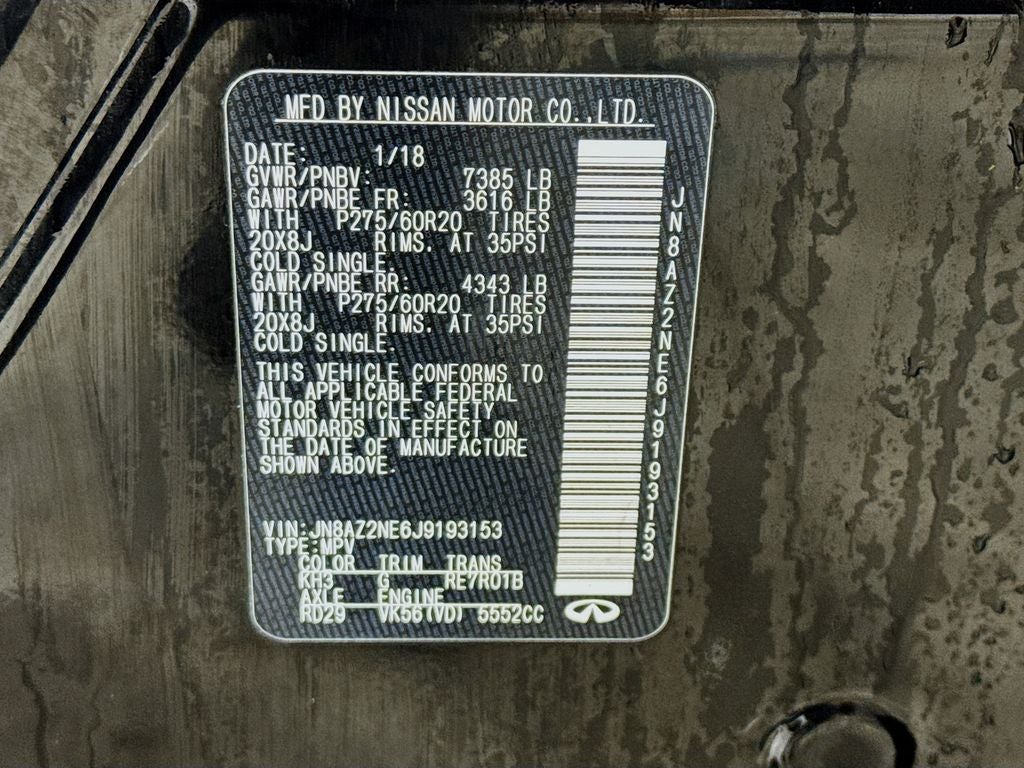 MFD BY NISSAN MOTOR CO.,LTD.
DATE: 1/18
GVWR/PNBV: 7385 LB
GAWR/PNBE FR: 3616 LB
WITH P275/60R20 TIRES
20X8J RIMS. AT 35PSI
COLD SINGLE.
GAWR/PNBE RR: 4343 LB
WITH P275/60R20 TIRES
20X8J RIMS. AT 35PSI
COLD SINGLE.
THIS VEHICLE CONFORMS TO
ALL APPLICABLE FEDERAL
MOTOR VEHICLE SAFETY
STANDARDS IN EFFECT ON
THE DATE OF MANUFACTURE
SHOWN ABOVE.
VIN:JN8AZ2NE6J9193153
TYPE:MPV
COLOR TRIM TRANS
KH3 G RE7R01B
AXLE ENGINE
RD29 VK56(VD) 5552CC
JN8AZ2NE6J9193153